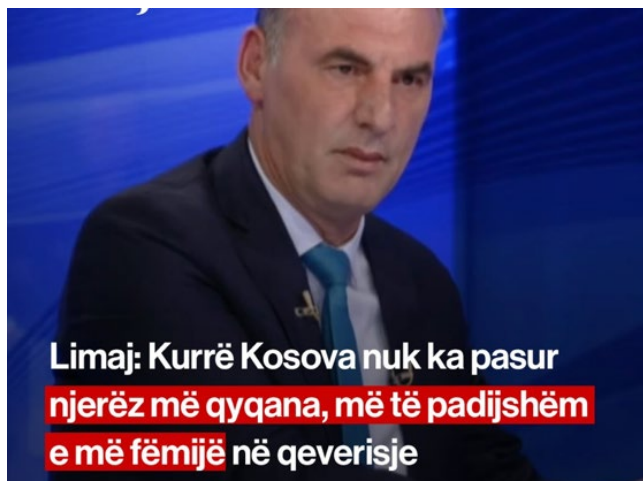 Limaj: Kurrë Kosova nuk ka pasur
njerëz më qyqana, më të padijshëm
e më fëmijë në qeverisje